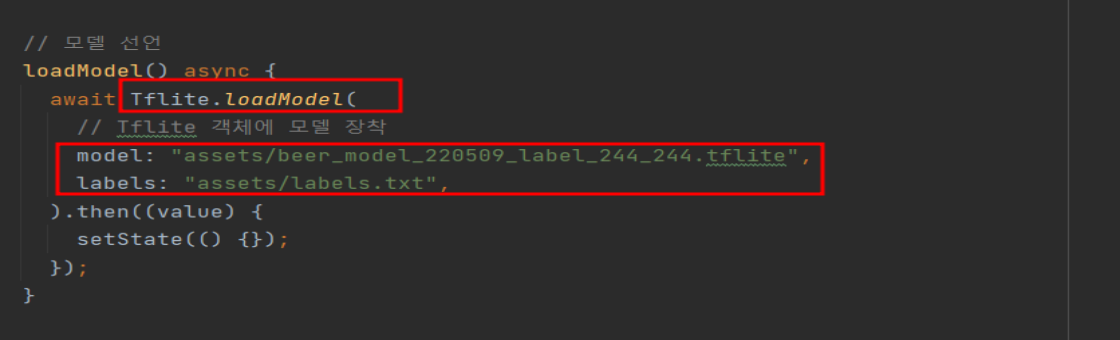 // 모델 선언
loadModel() async {
await Tflite.loadModel(
// Tflite 객체에 모델 장착
model: "assets/beer_model_220509_label_244_244.tflite",
labels: "assets/labels.txt",
).then((value) {
setState(() {});
});
}